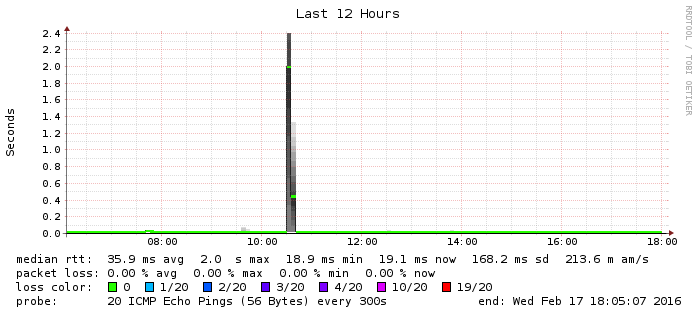 Last 12 Hours
RRDTOOL / TOBI OETIKER
Seconds
2.4
2.2
2.0
1.8
1.6
1.4
1.2
1.0
0.8
0.6
0.4
0.2
0.0
08:00 10:00 12:00 14:00 16:00 18:00
median rtt: 35.9 ms avg 2.0 s max 18.9 ms min 19.1 ms now 168.2 ms sd 213.6 m am/s
packet loss: 0.00 % avg 0.00 % max 0.00 % min 0.00 % now
loss color: 0 1/20 2/20 3/20 4/20 10/20 19/20
probe: 20 ICMP Echo Pings (56 Bytes) every 300s end: Wed Feb 17 18:05:07 2016